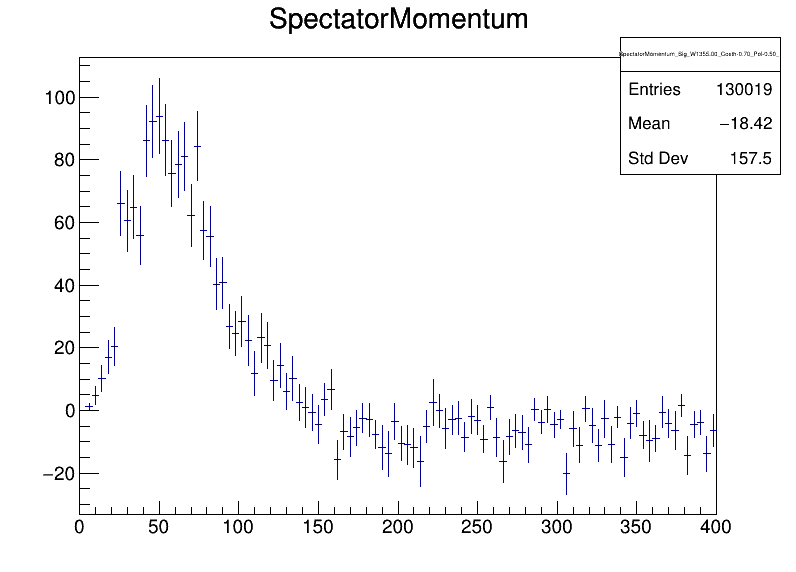 SpectatorMomentum
SpectatorMomentum_Sig_W1355.00_Costh-0.70_Pol-0.50_
Entries 130019
Mean −18.42
Std Dev 157.5
100
80
60
40
20
0
−20
0 50 100 150 200 250 300 350 400